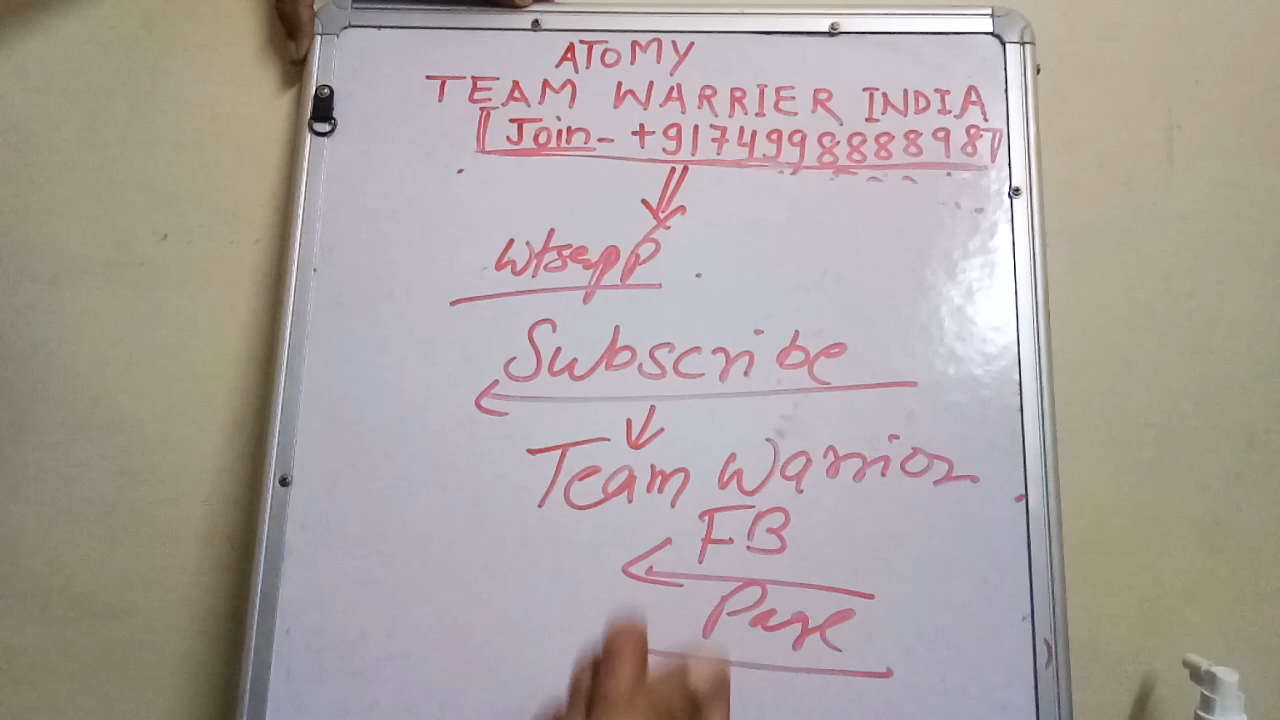 ATOMY
TEAM WARRIER INDIA
[Join - +917499888898]
Wtsapp
Subscribe
Team Warrior
FB
Page